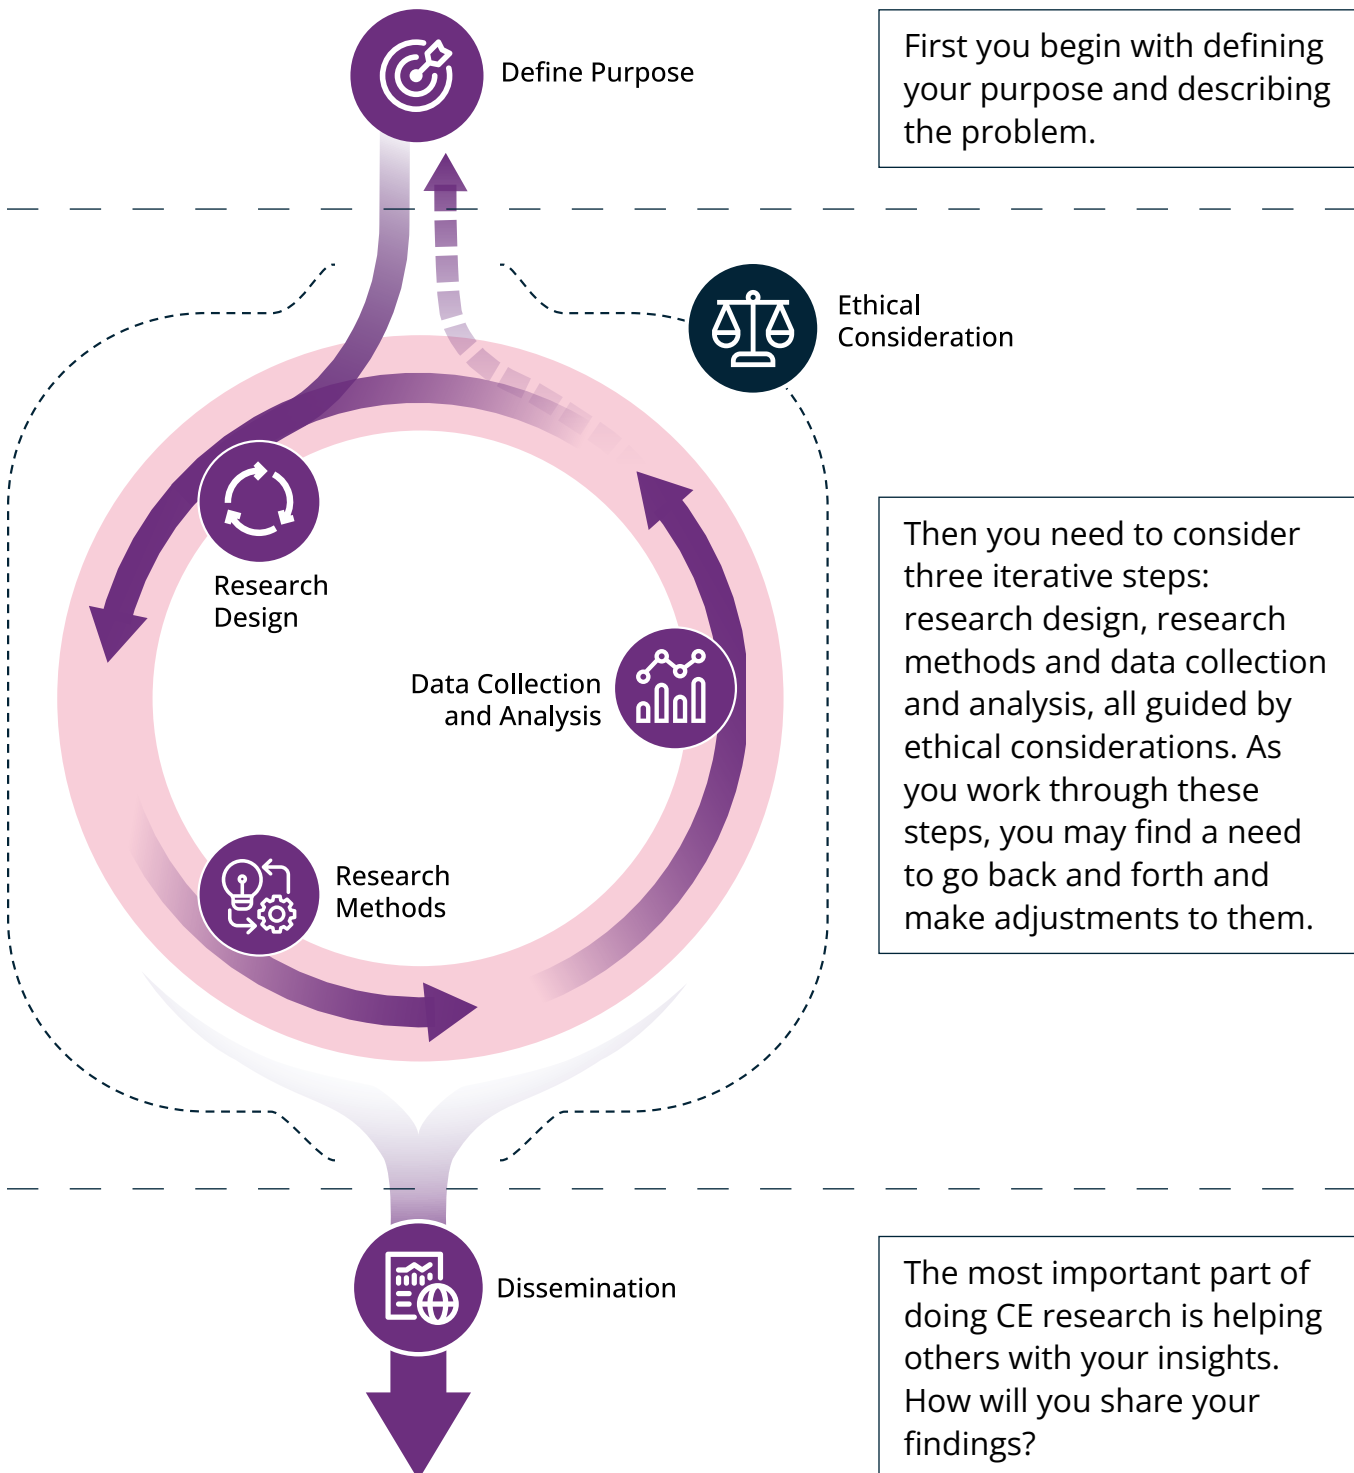 Define Purpose
First you begin with defining
your purpose and describing
the problem.
Ethical
Consideration
Research
Design
Then you need to consider
three iterative steps:
research design, research
methods and data collection
and analysis, all guided by
ethical considerations. As
you work through these
steps, you may find a need
to go back and forth and
make adjustments to them.
Data Collection
and Analysis
Research
Methods
Dissemination
The most important part of
doing CE research is helping
others with your insights.
How will you share your
findings?